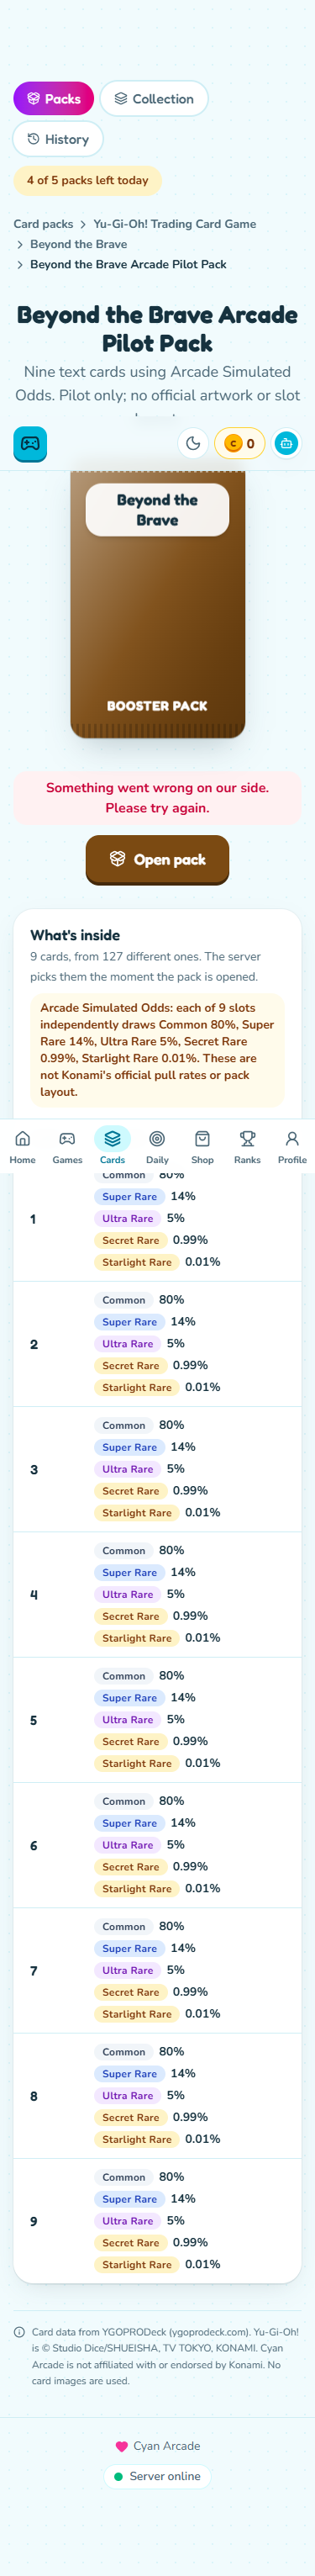 Packs
Collection
History
4 of 5 packs left today
Card packs > Yu-Gi-Oh! Trading Card Game
> Beyond the Brave
> Beyond the Brave Arcade Pilot Pack
Beyond the Brave Arcade
Pilot Pack
Nine text cards using Arcade Simulated
Odds. Pilot only; no official artwork or slot
C 0
Beyond the
Brave
BOOSTER PACK
Something went wrong on our side.
Please try again.
Open pack
What's inside
9 cards, from 127 different ones. The server
picks them the moment the pack is opened.
Arcade Simulated Odds: each of 9 slots
independently draws Common 80%, Super
Rare 14%, Ultra Rare 5%, Secret Rare
0.99%, Starlight Rare 0.01%. These are
not Konami's official pull rates or pack
layout.
Home
Games
Cards
Daily
Shop
Ranks
Profile
Common 80%
Super Rare 14%
1
Ultra Rare 5%
Secret Rare 0.99%
Starlight Rare 0.01%
Common 80%
Super Rare 14%
2
Ultra Rare 5%
Secret Rare 0.99%
Starlight Rare 0.01%
Common 80%
Super Rare 14%
3
Ultra Rare 5%
Secret Rare 0.99%
Starlight Rare 0.01%
Common 80%
Super Rare 14%
4
Ultra Rare 5%
Secret Rare 0.99%
Starlight Rare 0.01%
Common 80%
Super Rare 14%
5
Ultra Rare 5%
Secret Rare 0.99%
Starlight Rare 0.01%
Common 80%
Super Rare 14%
6
Ultra Rare 5%
Secret Rare 0.99%
Starlight Rare 0.01%
Common 80%
Super Rare 14%
7
Ultra Rare 5%
Secret Rare 0.99%
Starlight Rare 0.01%
Common 80%
Super Rare 14%
8
Ultra Rare 5%
Secret Rare 0.99%
Starlight Rare 0.01%
Common 80%
Super Rare 14%
9
Ultra Rare 5%
Secret Rare 0.99%
Starlight Rare 0.01%
Card data from YGOPRODeck (ygoprodeck.com). Yu-Gi-Oh!
is © Studio Dice/SHUEISHA, TV TOKYO, KONAMI. Cyan
Arcade is not affiliated with or endorsed by Konami. No
card images are used.
Cyan Arcade
Server online